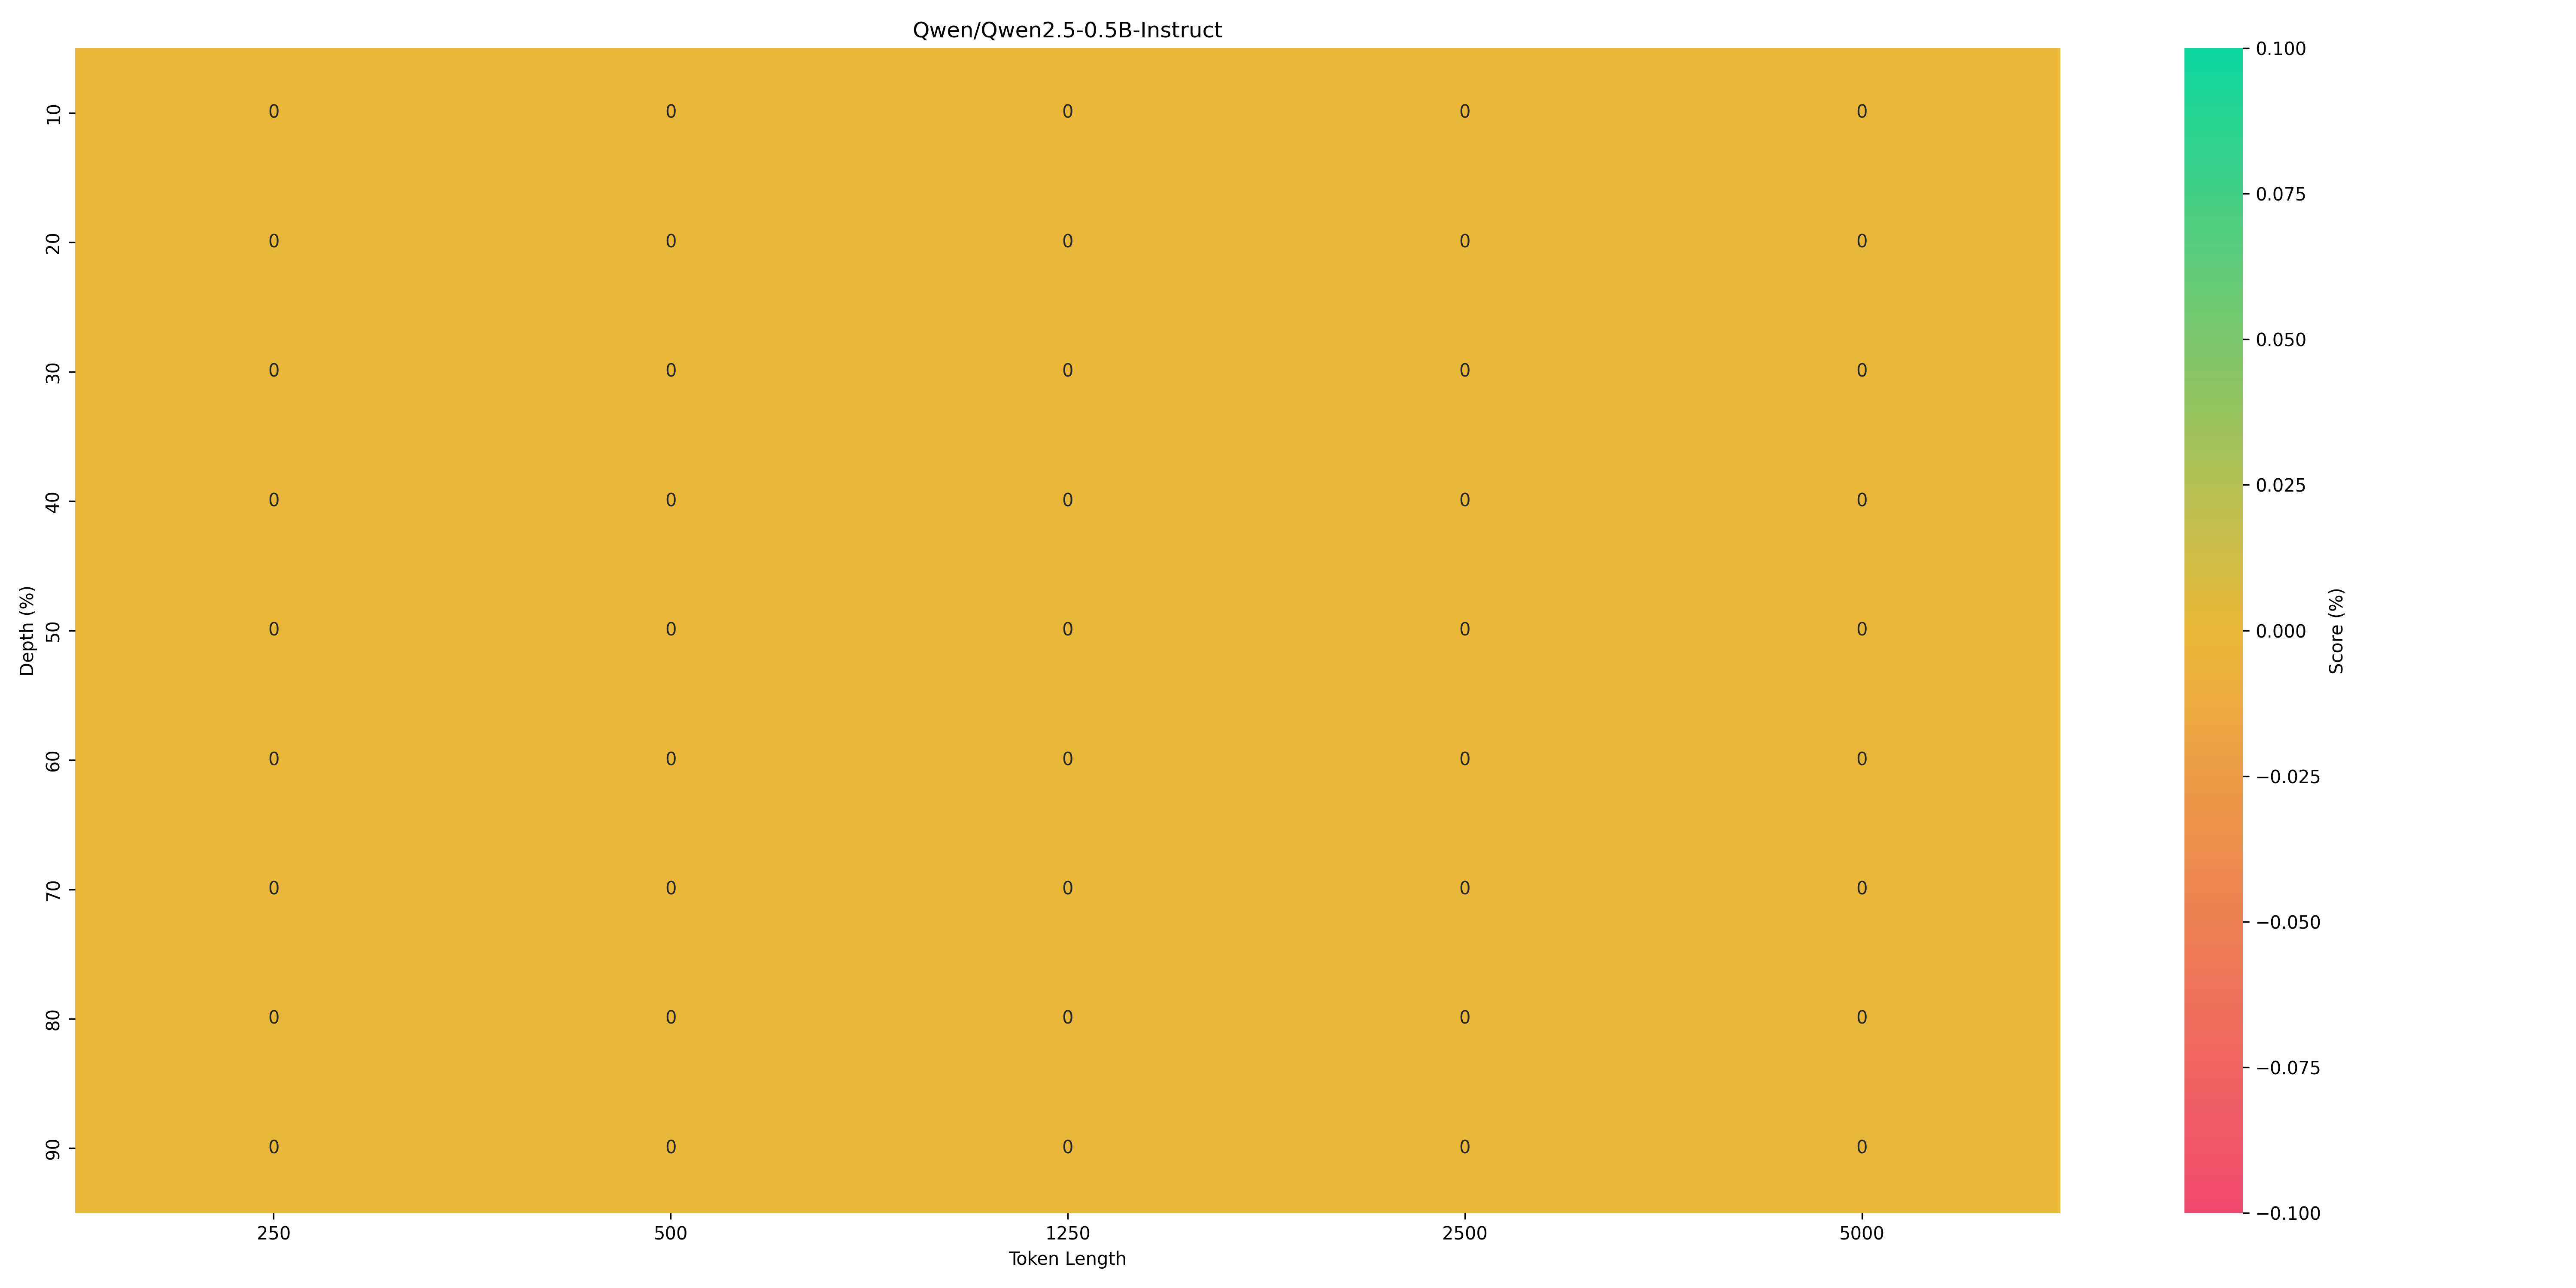 Qwen/Qwen2.5-0.5B-Instruct
10 0 0 0 0 0
20 0 0 0 0 0
30 0 0 0 0 0
40 0 0 0 0 0
50 0 0 0 0 0
60 0 0 0 0 0
70 0 0 0 0 0
80 0 0 0 0 0
90 0 0 0 0 0
Depth (%)
250 500 1250 2500 5000
Token Length
0.100
0.075
0.050
0.025
0.000
−0.025
−0.050
−0.075
−0.100
Score (%)